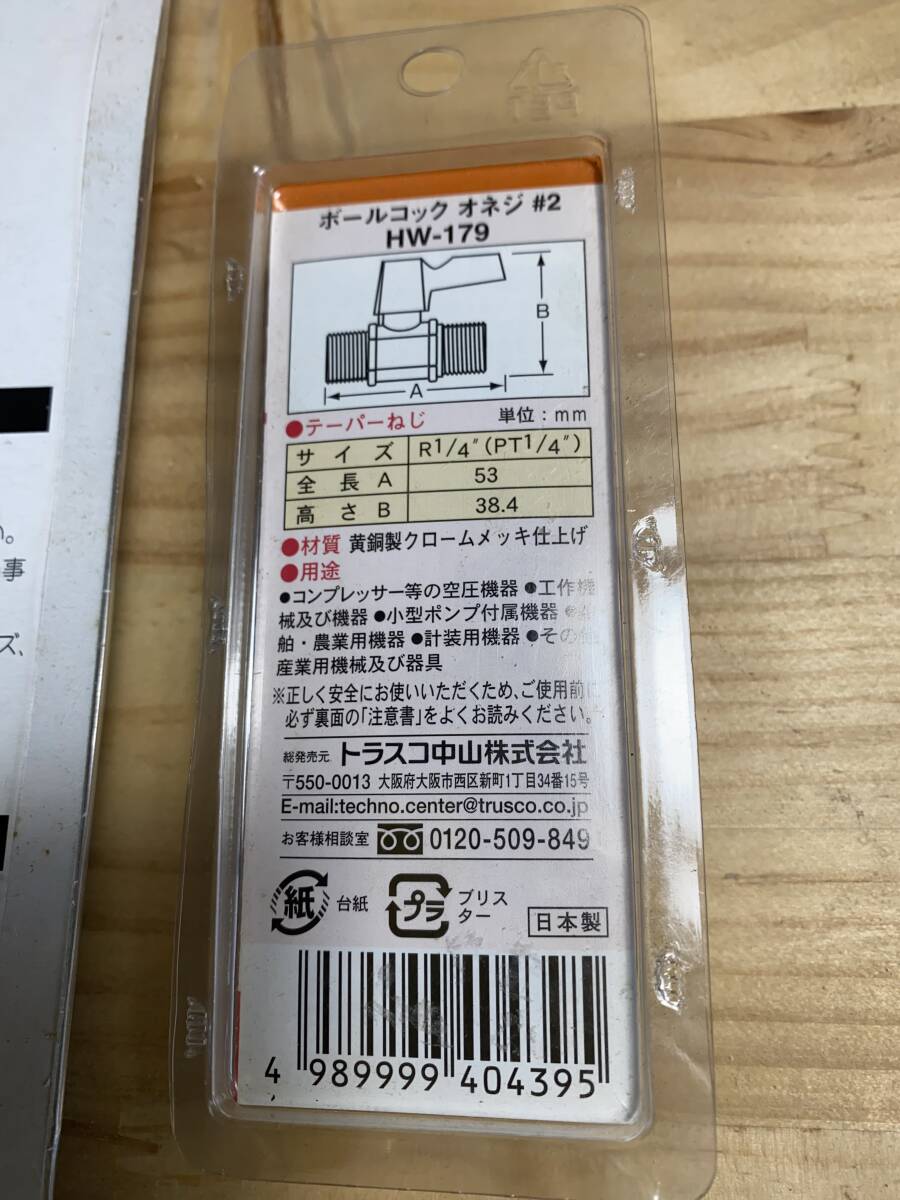 ボールコック オネジ #2
HW-179
B
A
●テーパーねじ 単位:mm
サイズ R1/4"(PT1/4")
全長A 53
高さB 38.4
●材質 黄銅製クロームメッキ仕上げ
●用途
●コンプレッサー等の空圧機器 ●工作機
械及び機器 ●小型ポンプ付属機器
舶・農業用機器 ●計装用機器 ●その他
産業用機械及び器具
※正しく安全にお使いいただくため、ご使用前に
必ず裏面の「注意書」をよくお読みください。
総発売元 トラスコ中山株式会社
〒550-0013 大阪府大阪市西区新町1丁目34番15号
E-mail:techno.center@trusco.co.jp
お客様相談室 0120-509-849
紙 台紙 プラ ブリス
ター
日本製
4 989999 404395
い。
事
ズ、